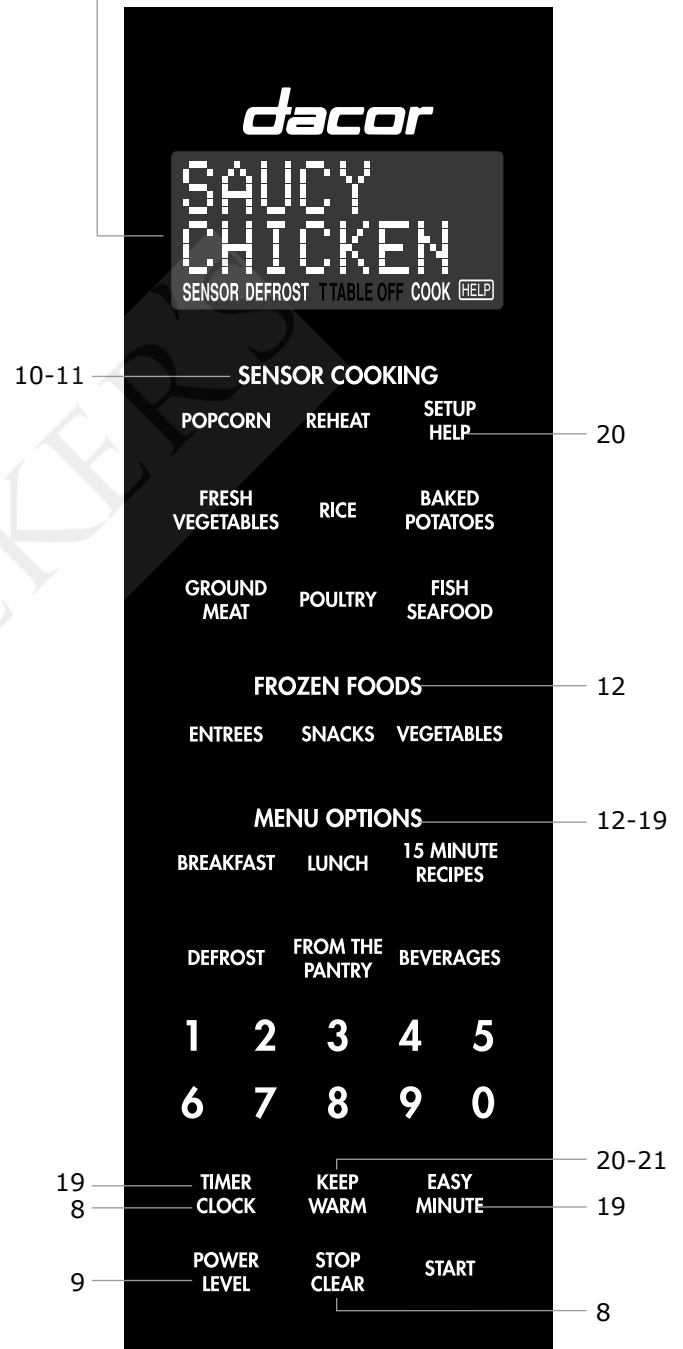 dacor
SAUCY
CHICKEN
SENSOR DEFROST T TABLE OFF COOK HELP
10-11 SENSOR COOKING
POPCORN REHEAT SETUP
HELP 20
FRESH
VEGETABLES RICE BAKED
POTATOES
GROUND
MEAT POULTRY FISH
SEAFOOD
FROZEN FOODS 12
ENTREES SNACKS VEGETABLES
MENU OPTIONS 12-19
BREAKFAST LUNCH 15 MINUTE
RECIPES
DEFROST FROM THE
PANTRY BEVERAGES
1 2 3 4 5
6 7 8 9 0
20-21
19 TIMER KEEP EASY
8 CLOCK WARM MINUTE 19
9 POWER
LEVEL STOP
CLEAR START
8